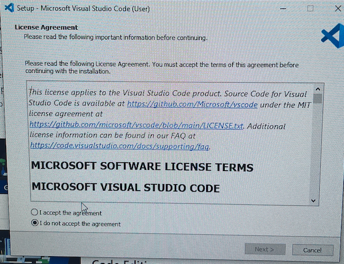 Setup - Microsoft Visual Studio Code (User)
License Agreement
Please read the following important information before continuing.
Please read the following License Agreement. You must accept the terms of this agreement before
continuing with the installation.
This license applies to the Visual Studio Code product. Source Code for Visual
Studio Code is available at https://github.com/Microsoft/vscode under the MIT
license agreement at
https://github.com/microsoft/vscode/blob/main/LICENSE.txt. Additional
license information can be found in our FAQ at
https://code.visualstudio.com/docs/supporting/faq.
MICROSOFT SOFTWARE LICENSE TERMS
MICROSOFT VISUAL STUDIO CODE
I accept the agreement
I do not accept the agreement
Next >
Cancel